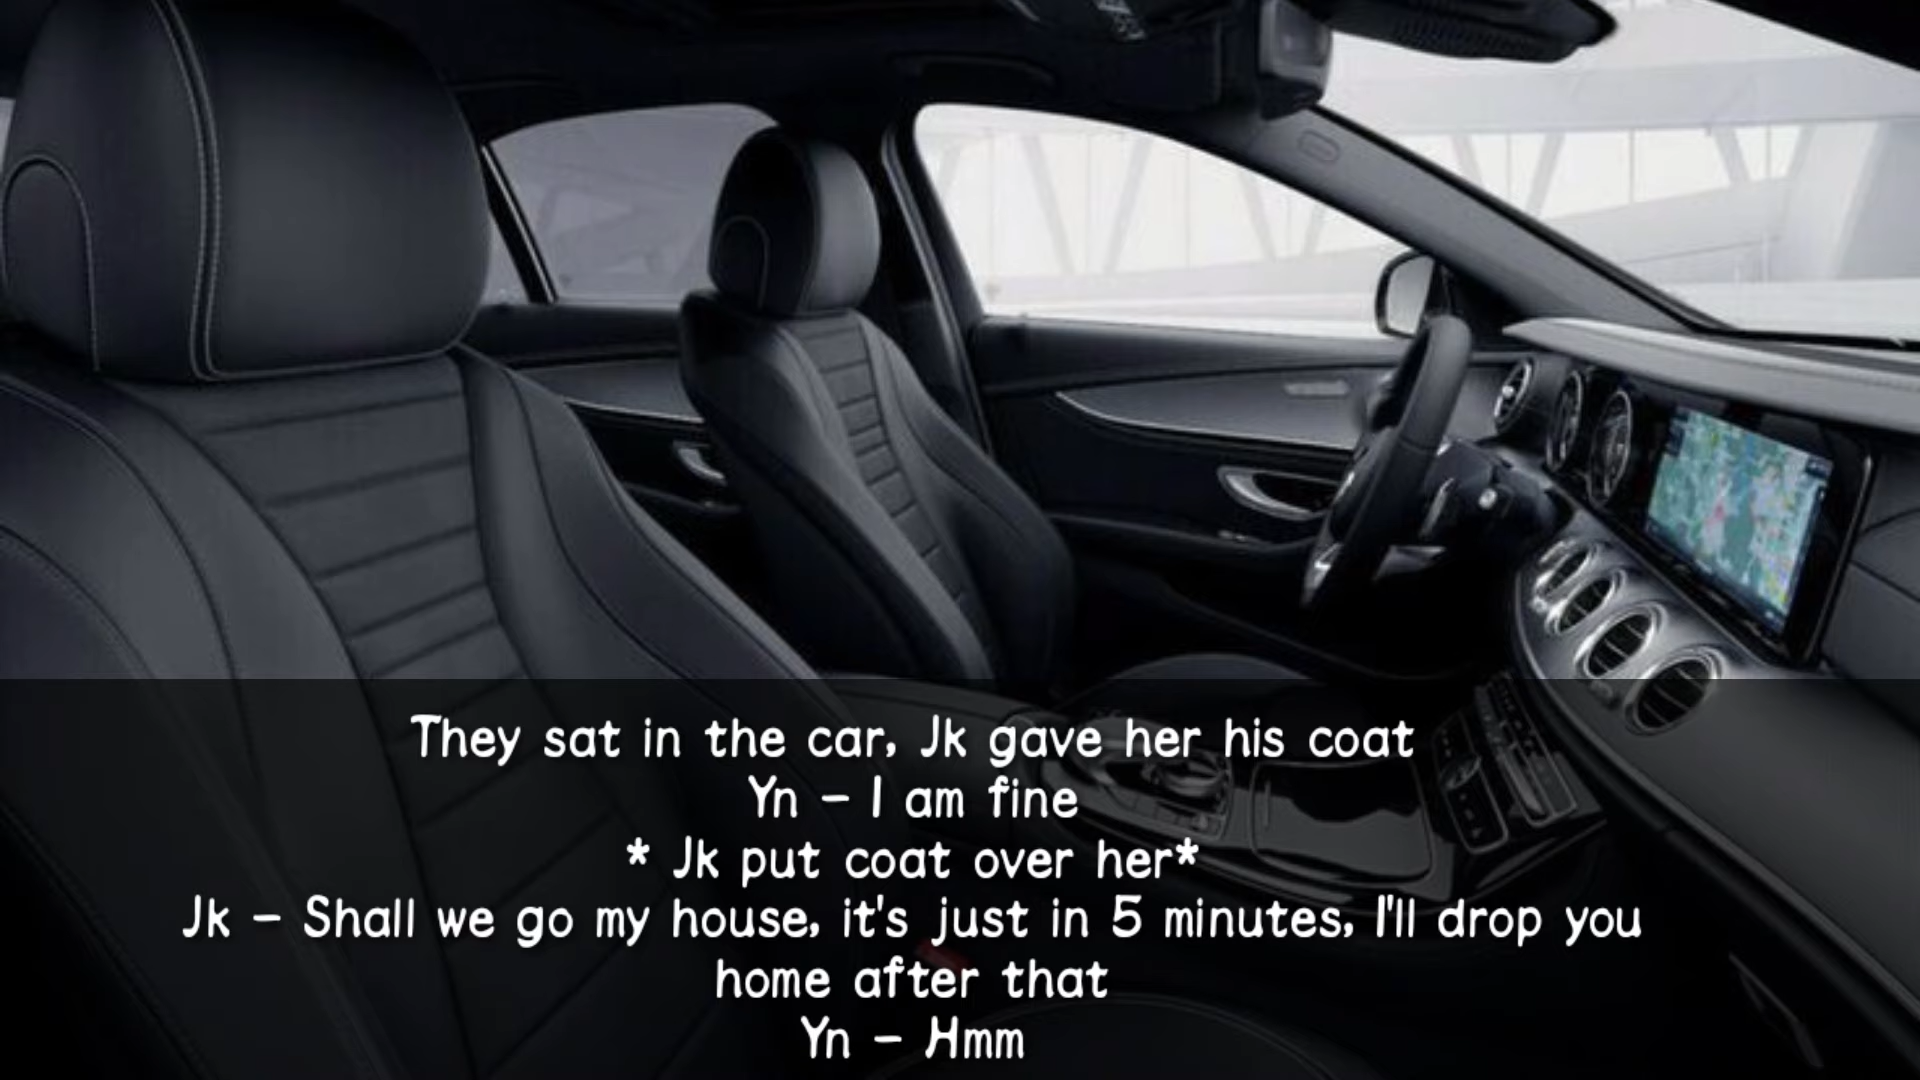 They sat in the car, Jk gave her his coat
Yn - I am fine
* Jk put coat over her*
Jk - Shall we go my house, it's just in 5 minutes, I'll drop you
home after that
Yn - Hmm